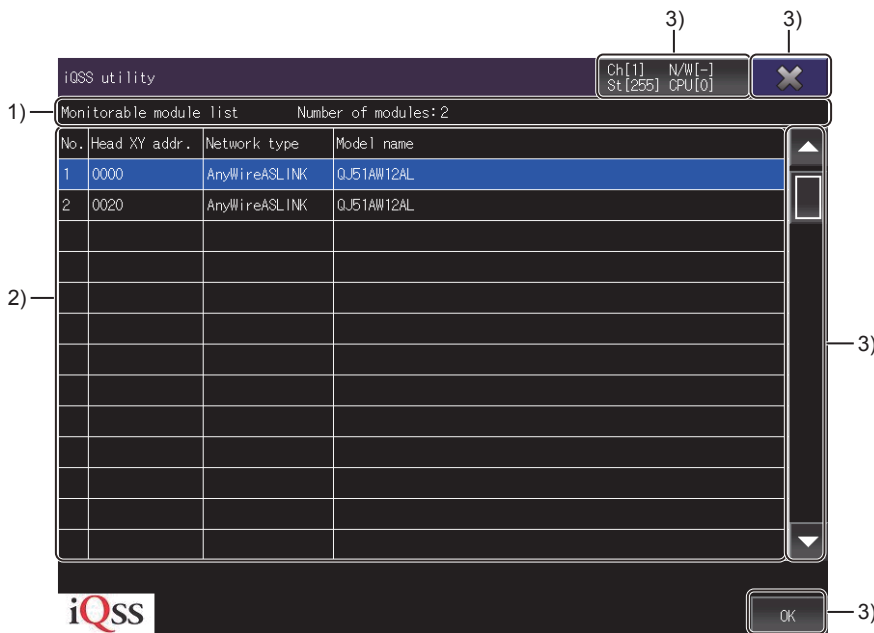 3) 3)
iQSS utility
Ch[1] N/W[-]
St[255] CPU[0]
1)
Monitorable module list Number of modules:2
No. Head XY addr. Network type Model name
1 0000 AnyWireASLINK QJ51AW12AL
2 0020 AnyWireASLINK QJ51AW12AL
2)
3)
iQSS
OK
3)